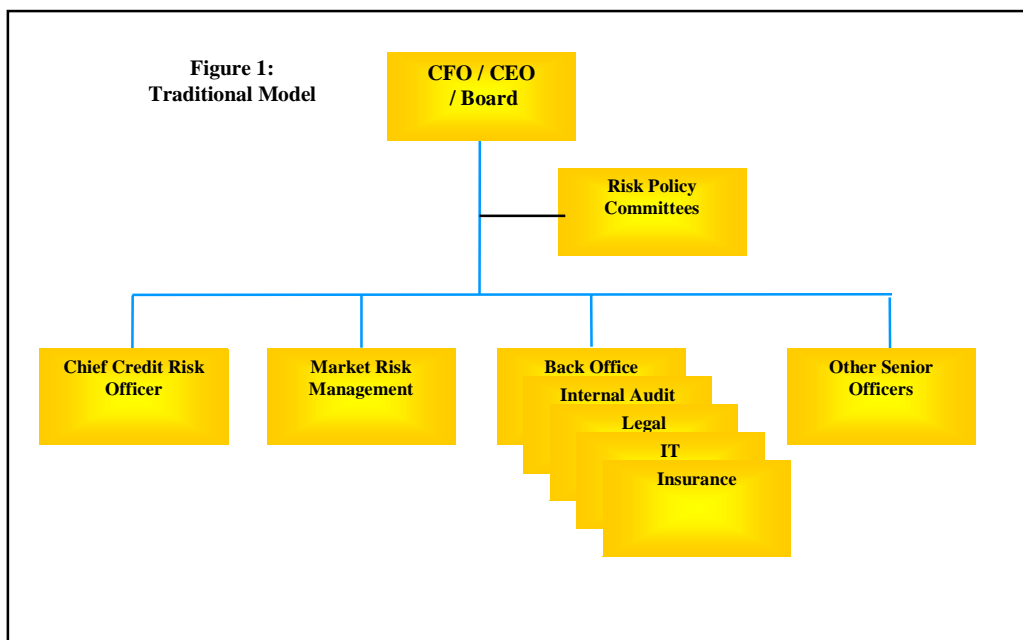 Figure 1:
Traditional Model
CFO / CEO
/ Board
Risk Policy
Committees
Chief Credit Risk
Officer
Market Risk
Management
Back Office
Internal Audit
Legal
IT
Insurance
Other Senior
Officers